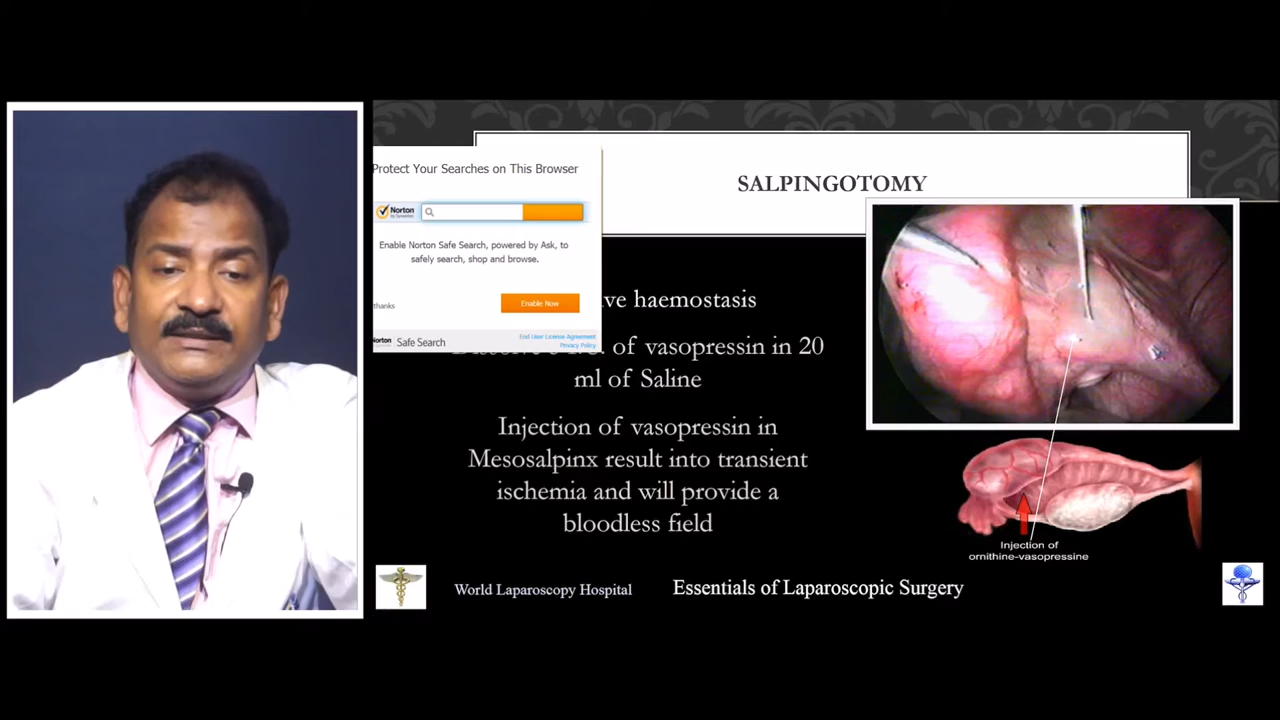 Protect Your Searches on This Browser
Norton
by Symantec
Enable Norton Safe Search, powered by Ask, to
safely search, shop and browse.
thanks
Enable Now
Norton Safe Search
End User License Agreement
Privacy Policy
SALPINGOTOMY
ive haemostasis
of vasopressin in 20
ml of Saline
Injection of vasopressin in
Mesosalpinx result into transient
ischemia and will provide a
bloodless field
Injection of
ornithine-vasopressine
World Laparoscopy Hospital
Essentials of Laparoscopic Surgery